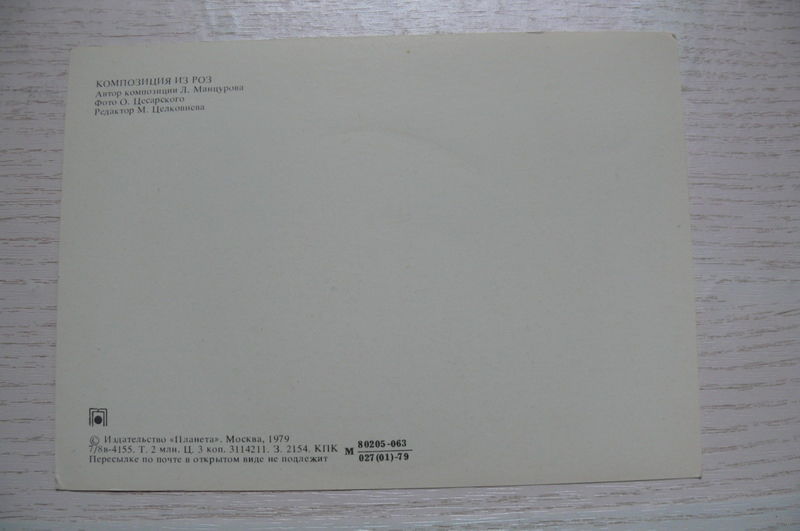 КОМПОЗИЦИЯ ИЗ РОЗ
Автор композиции Л. Манцурова
Фото О. Цесарского
Редактор М. Целковнева
© Издательство «Планета». Москва, 1979
7/8в-4155. Т. 2 млн. Ц. 3 коп. 3114211. З. 2154. КПК
Пересылке по почте в открытом виде не подлежит
М 80205-063
027(01)-79